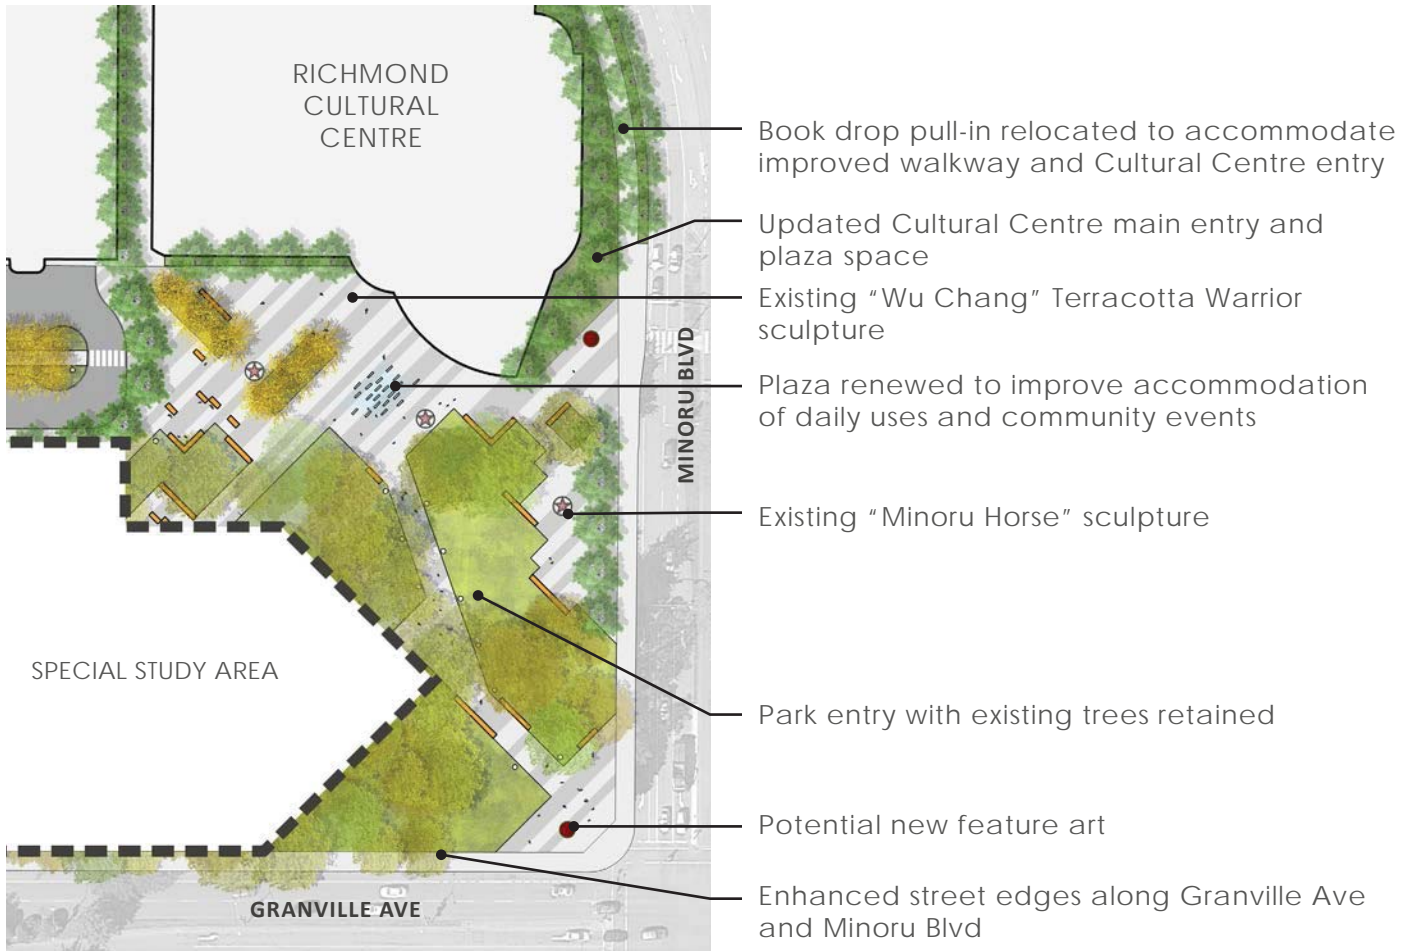 RICHMOND
CULTURAL
CENTRE
Book drop pull-in relocated to accommodate
improved walkway and Cultural Centre entry
Updated Cultural Centre main entry and
plaza space
Existing “Wu Chang” Terracotta Warrior
sculpture
MINORU BLVD
Plaza renewed to improve accommodation
of daily uses and community events
Existing “Minoru Horse” sculpture
SPECIAL STUDY AREA
Park entry with existing trees retained
Potential new feature art
Enhanced street edges along Granville Ave
and Minoru Blvd
GRANVILLE AVE